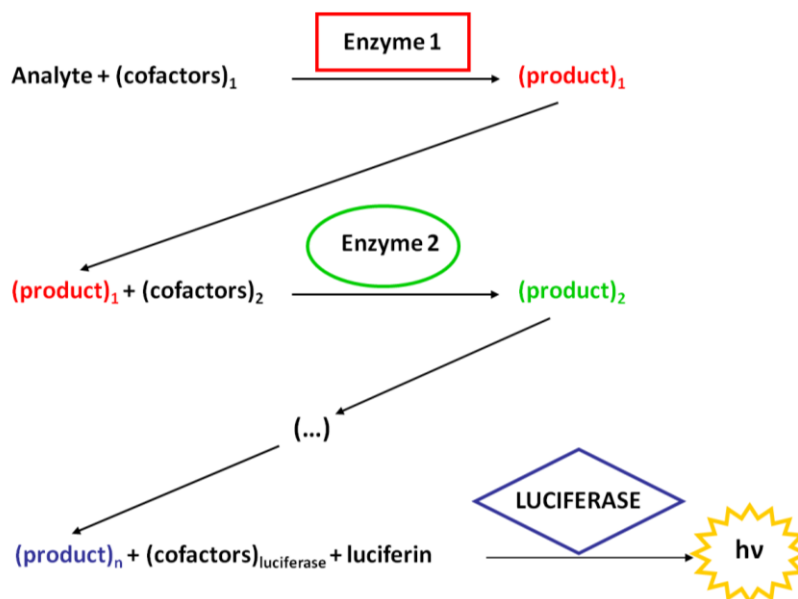 Enzyme 1
Analyte + (cofactors)₁ (product)₁
Enzyme 2
(product)₁ + (cofactors)₂ (product)₂
(...)
LUCIFERASE
(product)ₙ + (cofactors)luciferase + luciferin hν